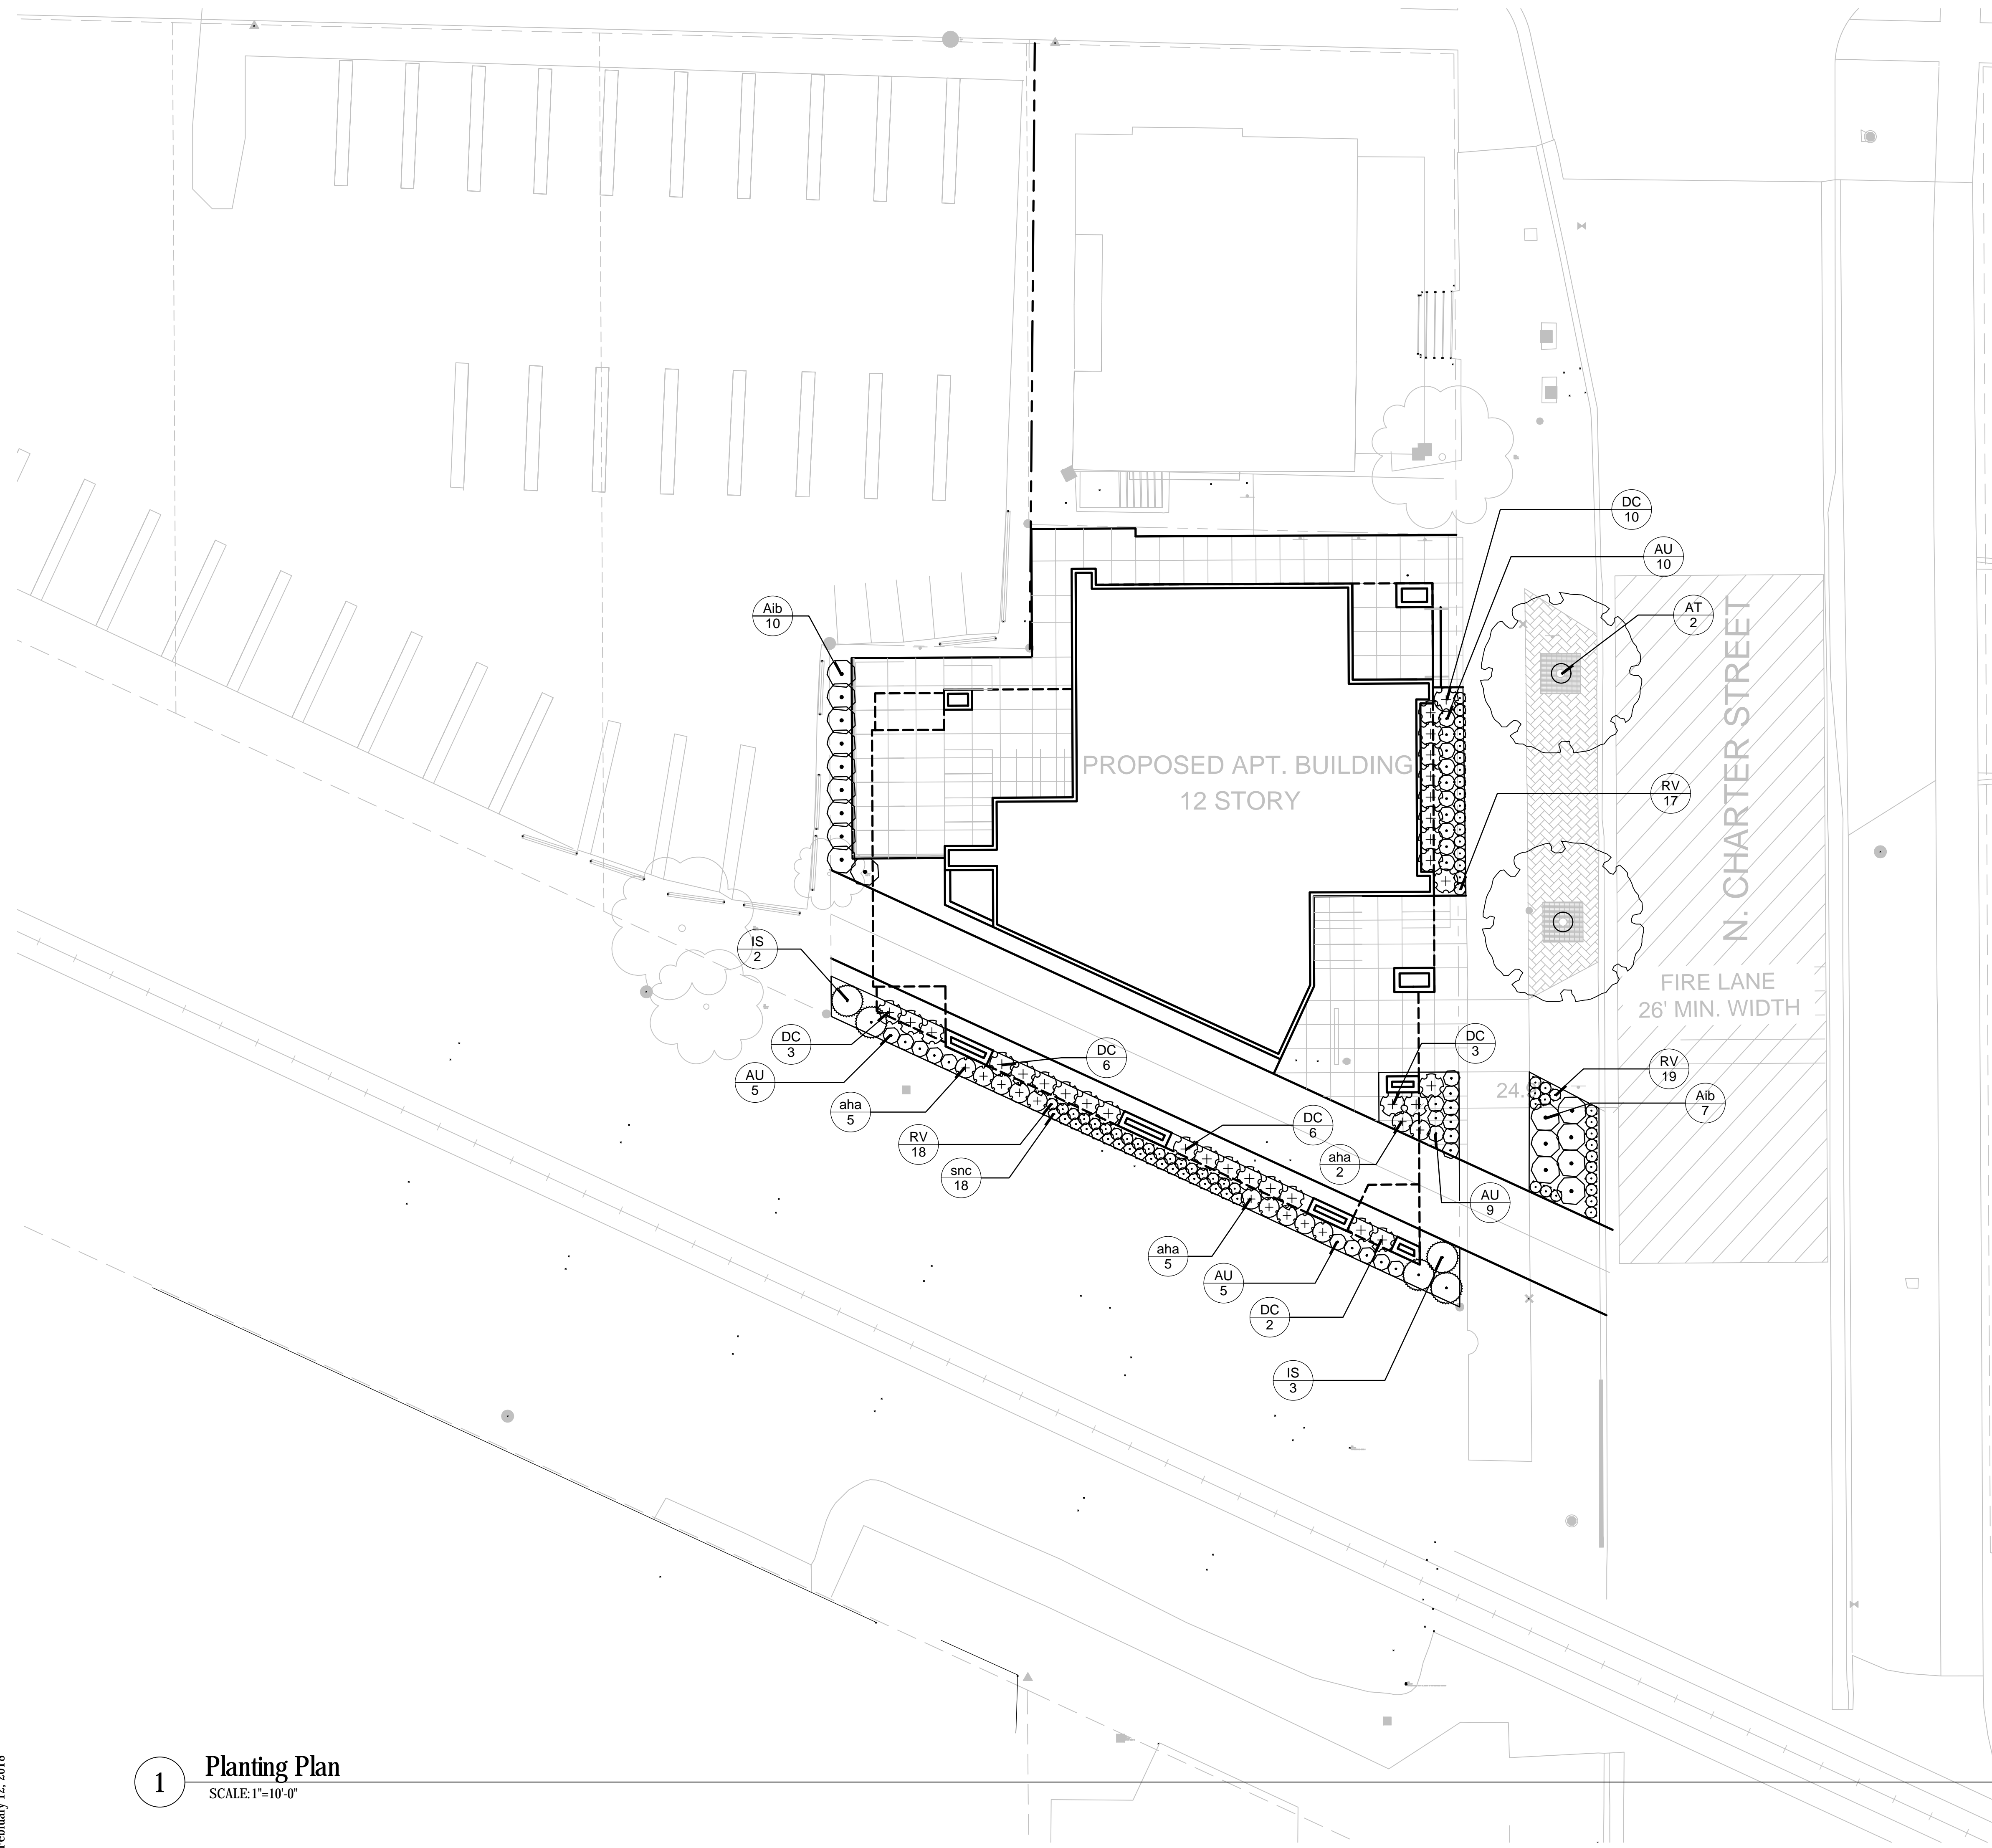 DC
10
AU
10
AT
2
Aib
10
PROPOSED APT. BUILDING
12 STORY
N. CHARTER STREET
RV
17
IS
2
FIRE LANE
26' MIN. WIDTH
DC
3
DC
6
DC
3
AU
5
RV
19
aha
5
24.
Aib
7
DC
6
RV
18
aha
2
snc
18
AU
9
aha
5
AU
5
DC
2
IS
3
1
Planting Plan
SCALE: 1"=10'-0"
February 12, 2018